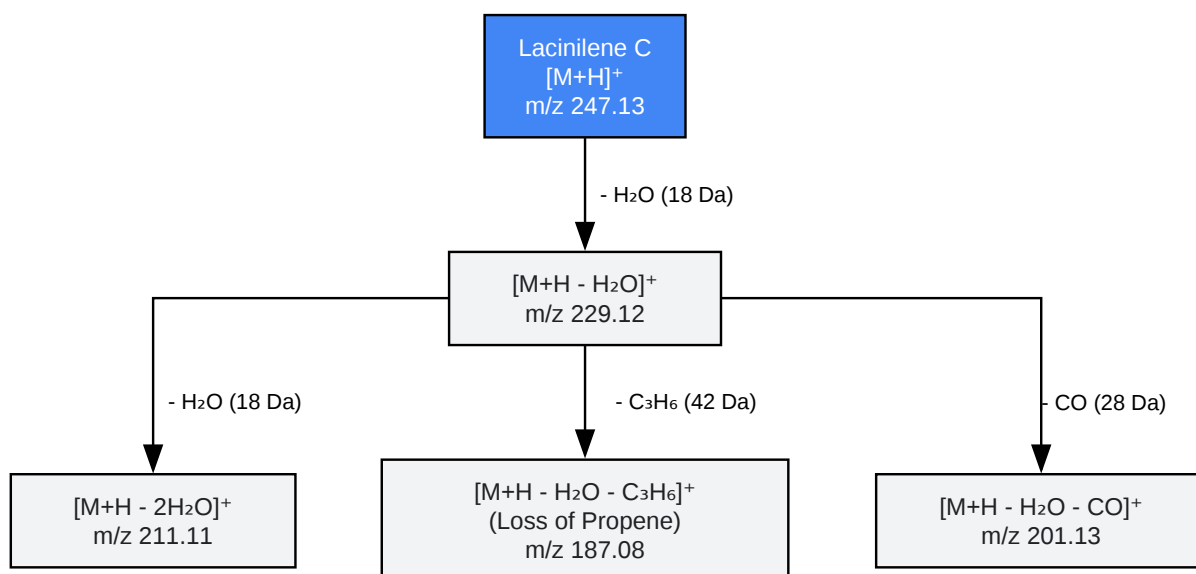 Lacinilene C
[M+H]⁺
m/z 247.13
- H₂O (18 Da)
[M+H - H₂O]⁺
m/z 229.12
- H₂O (18 Da)
- C₃H₆ (42 Da)
- CO (28 Da)
[M+H - 2H₂O]⁺
m/z 211.11
[M+H - H₂O - C₃H₆]⁺
(Loss of Propene)
m/z 187.08
[M+H - H₂O - CO]⁺
m/z 201.13